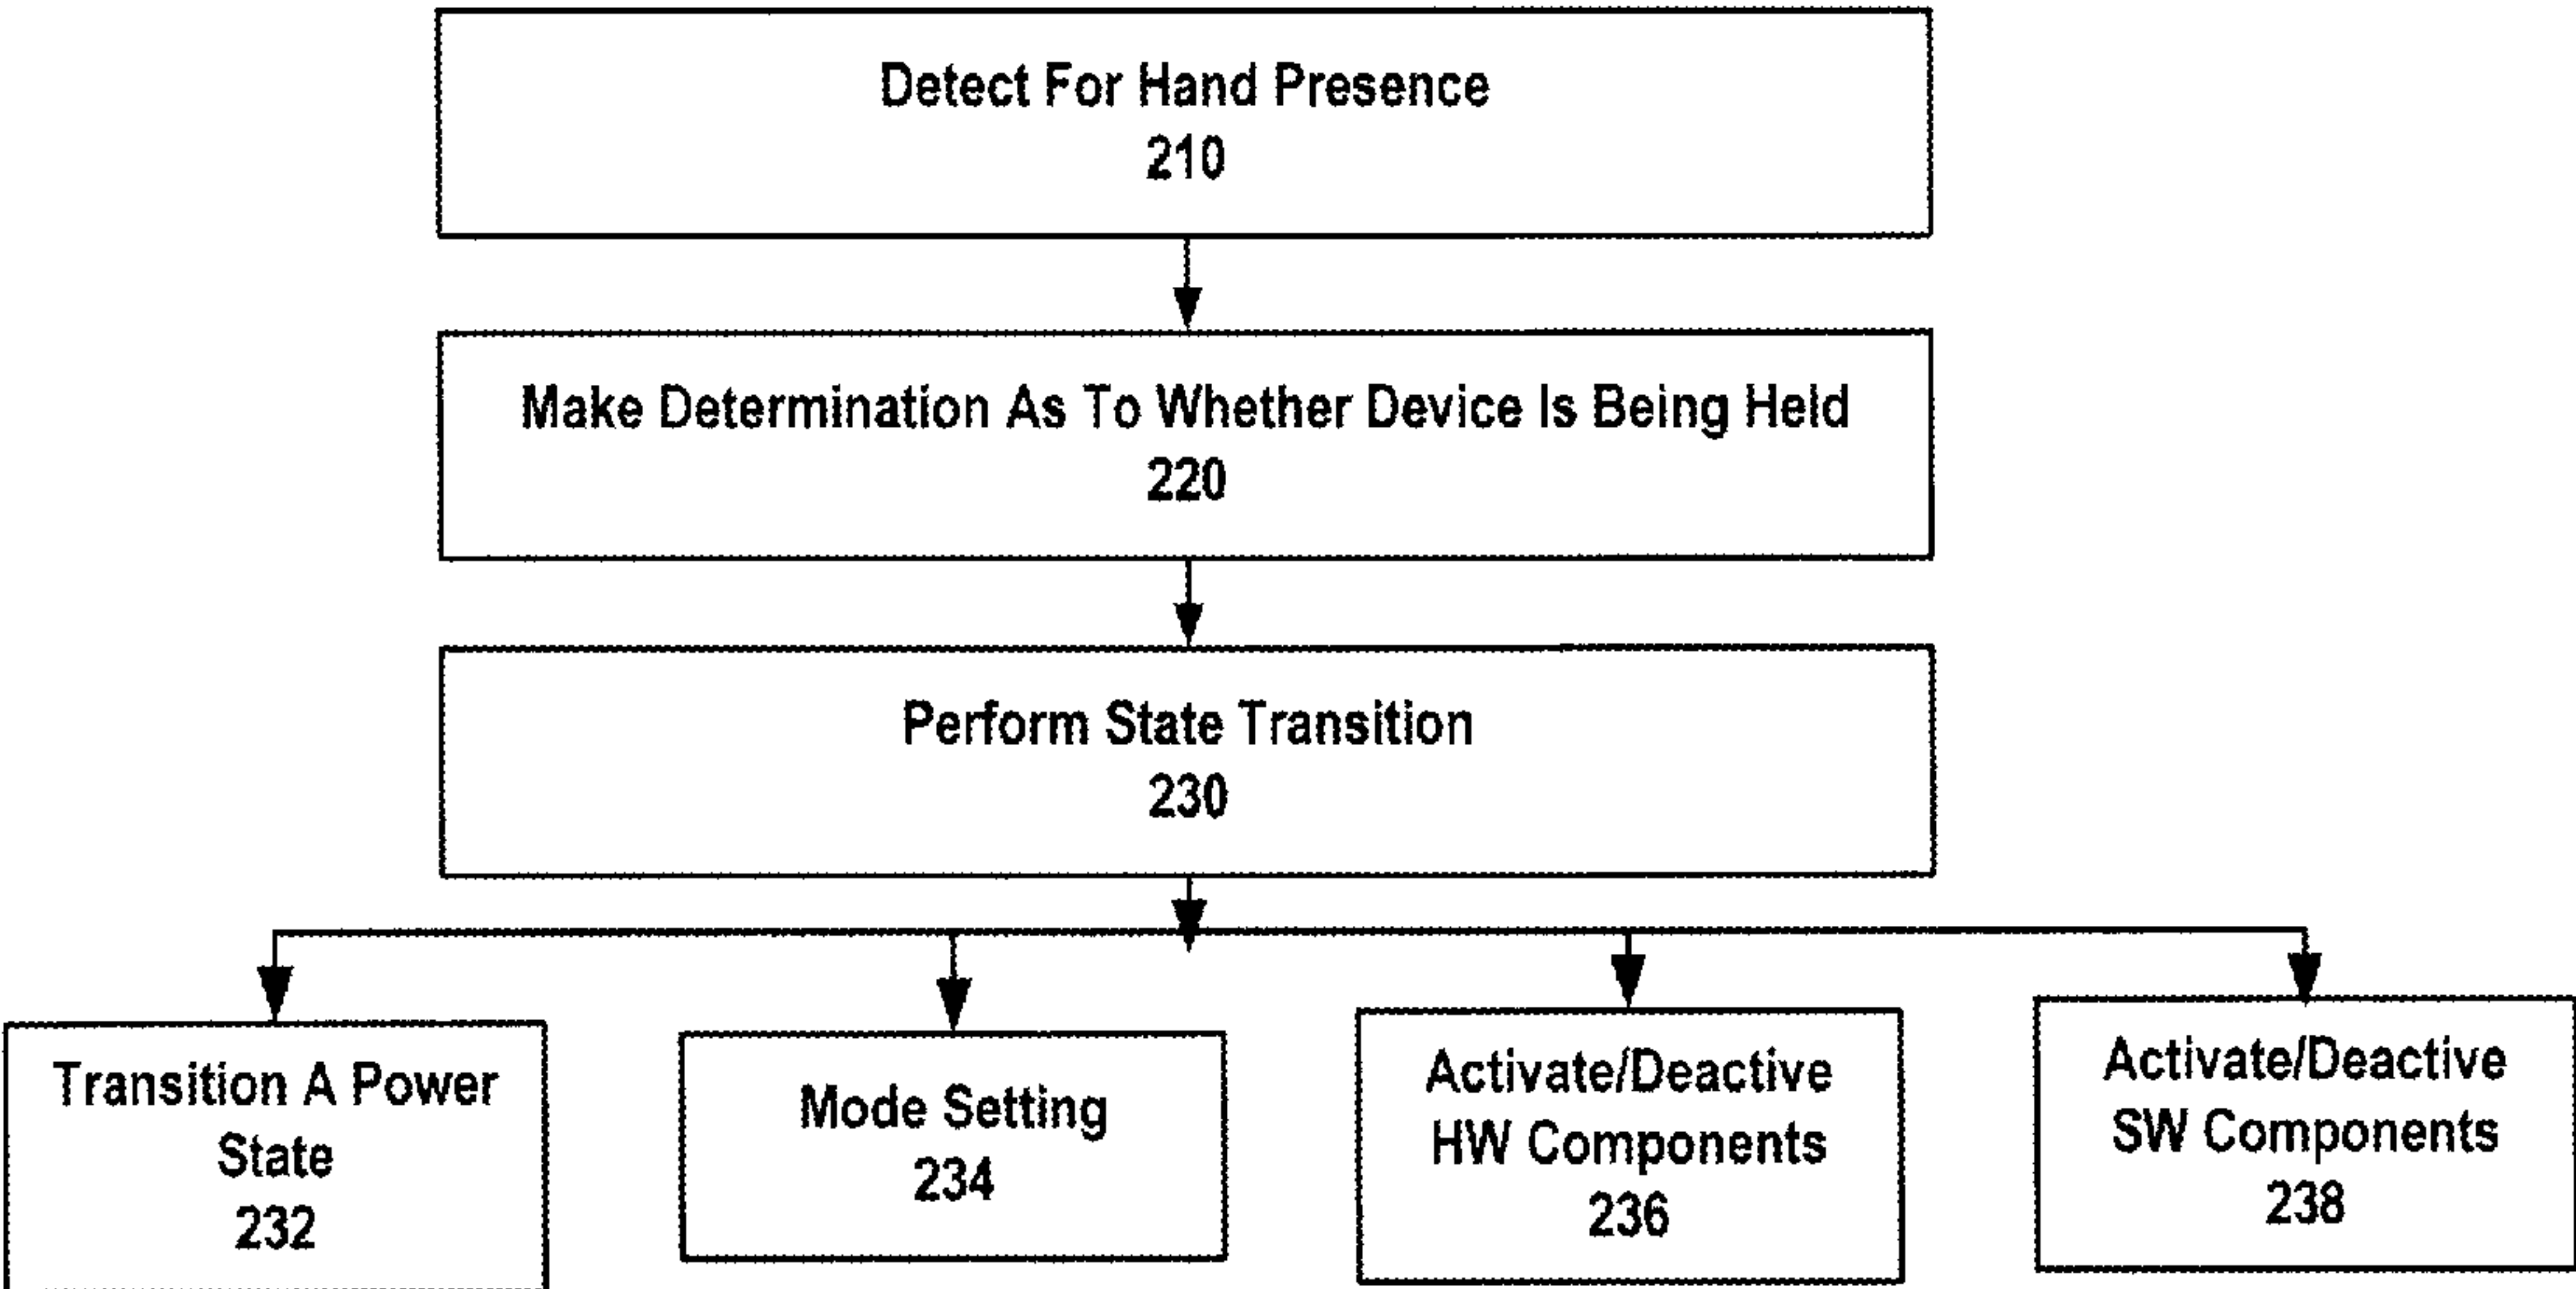 Detect For Hand Presence
210
Make Determination As To Whether Device Is Being Held
220
Perform State Transition
230
Transition A Power
State
232
Mode Setting
234
Activate/Deactive
HW Components
236
Activate/Deactive
SW Components
238